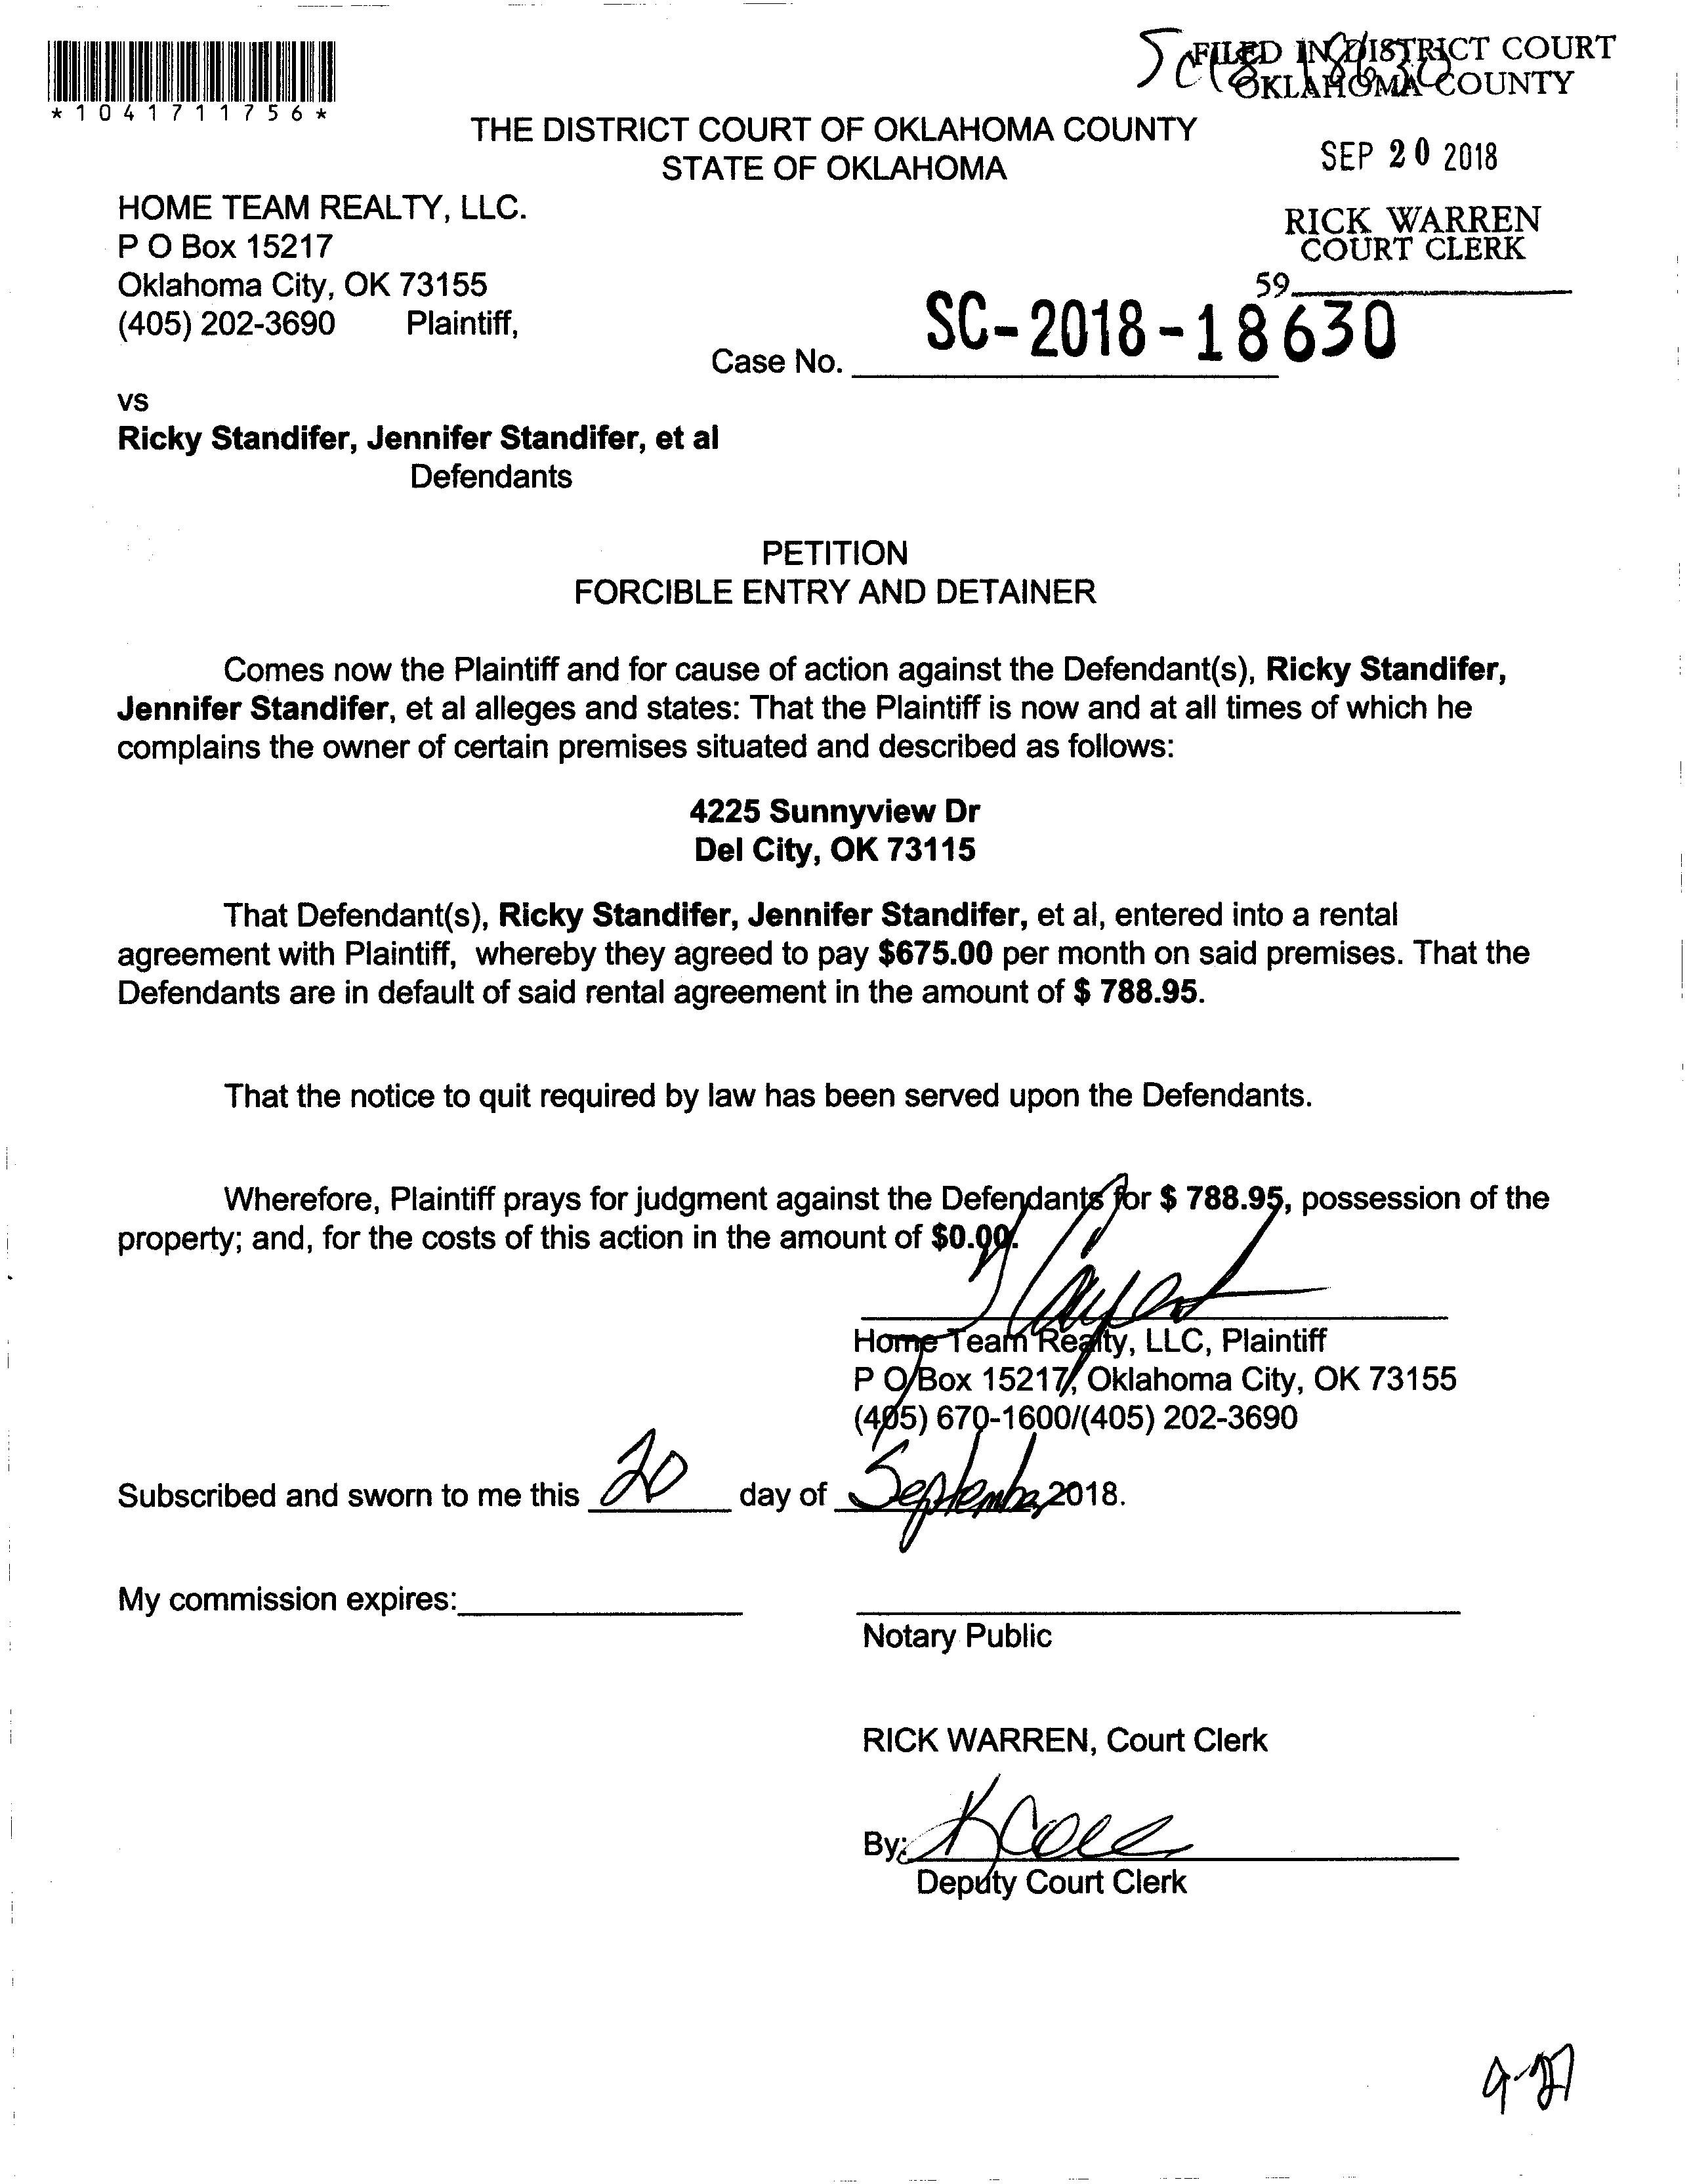 SC18 18630
FILED IN DISTRICT COURT
OKLAHOMA COUNTY
*1041711756*
THE DISTRICT COURT OF OKLAHOMA COUNTY
STATE OF OKLAHOMA
SEP 20 2018
HOME TEAM REALTY, LLC.
P O Box 15217
Oklahoma City, OK 73155
(405) 202-3690 Plaintiff,
RICK WARREN
COURT CLERK
59
SC-2018-18630
Case No.
vs
Ricky Standifer, Jennifer Standifer, et al
Defendants
PETITION
FORCIBLE ENTRY AND DETAINER
Comes now the Plaintiff and for cause of action against the Defendant(s), Ricky Standifer,
Jennifer Standifer, et al alleges and states: That the Plaintiff is now and at all times of which he
complains the owner of certain premises situated and described as follows:
4225 Sunnyview Dr
Del City, OK 73115
That Defendant(s), Ricky Standifer, Jennifer Standifer, et al, entered into a rental
agreement with Plaintiff, whereby they agreed to pay $675.00 per month on said premises. That the
Defendants are in default of said rental agreement in the amount of $ 788.95.
That the notice to quit required by law has been served upon the Defendants.
Wherefore, Plaintiff prays for judgment against the Defendants for $ 788.95, possession of the
property; and, for the costs of this action in the amount of $0.00.
Home Team Realty, LLC, Plaintiff
P O Box 15217, Oklahoma City, OK 73155
(405) 670-1600/(405) 202-3690
Subscribed and sworn to me this 20 day of September, 2018.
My commission expires:
Notary Public
RICK WARREN, Court Clerk
By:
Deputy Court Clerk
9-27